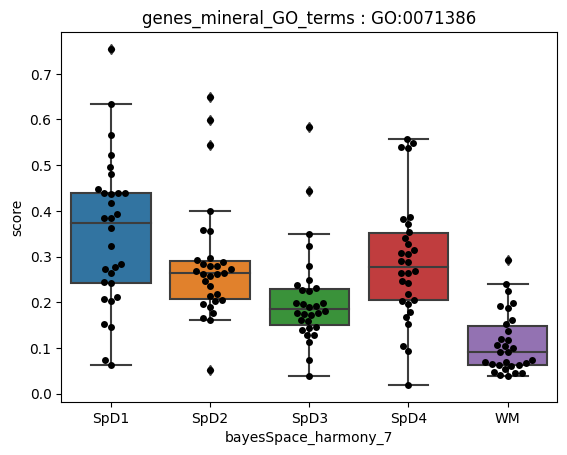 genes_mineral_GO_terms : GO:0071386
score
0.7
0.6
0.5
0.4
0.3
0.2
0.1
0.0
SpD1 SpD2 SpD3 SpD4 WM
bayesSpace_harmony_7